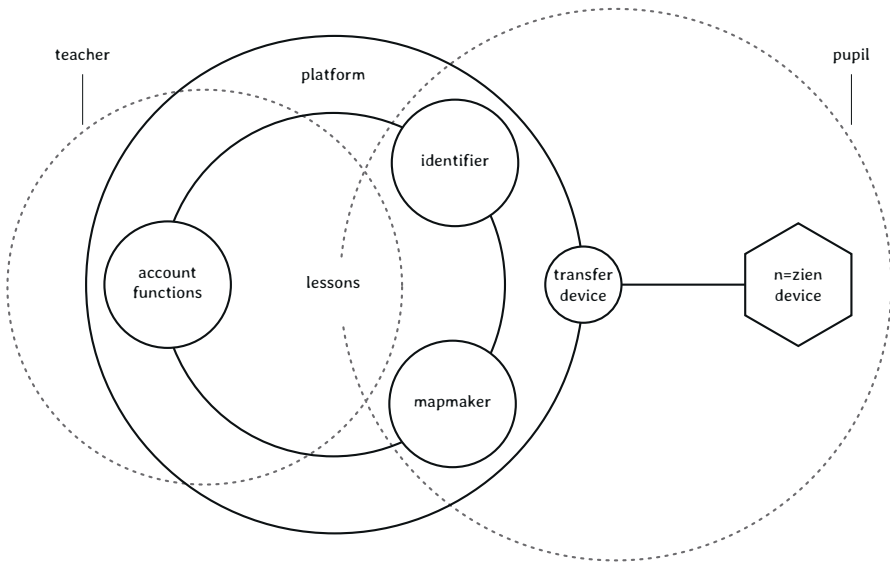 teacher
pupil
platform
identifier
account
functions
lessons
transfer
device
n=zien
device
mapmaker